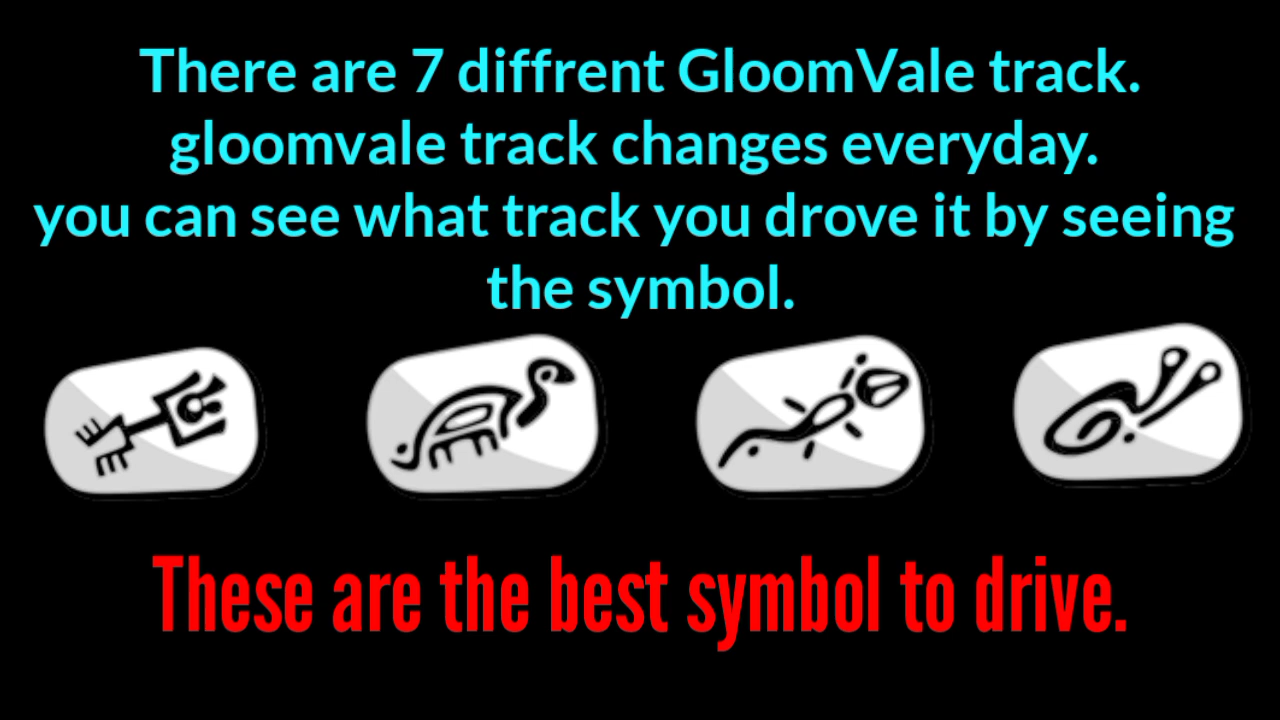 There are 7 diffrent GloomVale track.
gloomvale track changes everyday.
you can see what track you drove it by seeing
the symbol.
These are the best symbol to drive.